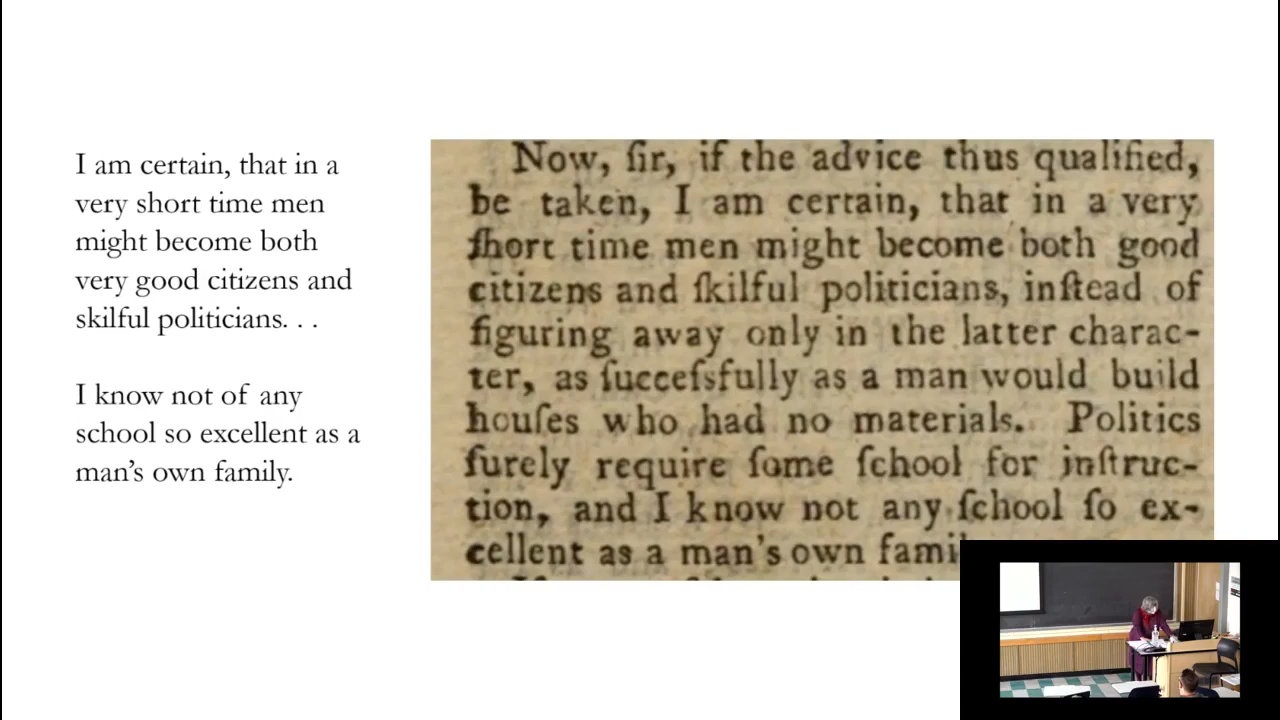 I am certain, that in a
very short time men
might become both
very good citizens and
skilful politicians. . .
I know not of any
school so excellent as a
man's own family.
Now, ſir, if the advice thus qualified,
be taken, I am certain, that in a very
ſhort time men might become both good
citizens and ſkilful politicians, inſtead of
figuring away only in the latter charac-
ter, as ſucceſsfully as a man would build
houſes who had no materials. Politics
ſurely require ſome ſchool for inſtruc-
tion, and I know not any ſchool ſo ex-
cellent as a man's own fami